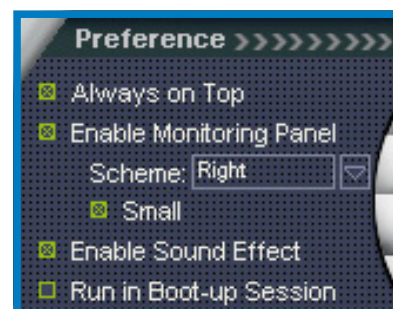 Preference >>>>>>>>>
Always on Top
Enable Monitoring Panel
Scheme: Right
Small
Enable Sound Effect
Run in Boot-up Session